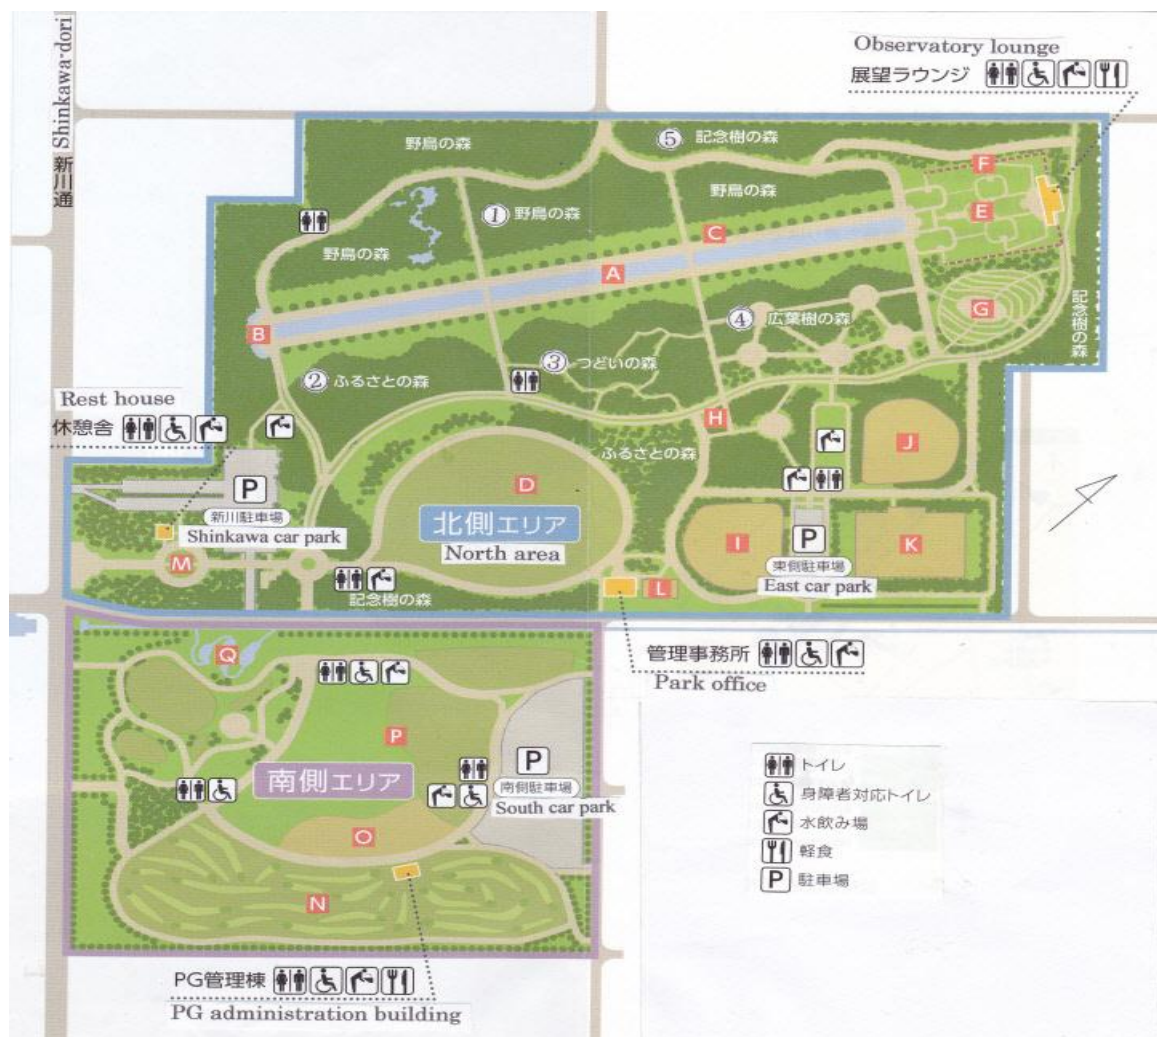 Observatory lounge
展望ラウンジ
Shinkawa-dori
新川通
野鳥の森
⑤ 記念樹の森
① 野鳥の森
野鳥の森
野鳥の森
F
E
C
A
G
B
④ 広葉樹の森
記念樹の森
③ つどいの森
② ふるさとの森
Rest house
休憩舎
H
J
ふるさとの森
D
P
新川駐車場
Shinkawa car park
北側エリア
North area
I
P
K
東側駐車場
East car park
M
L
記念樹の森
管理事務所
Park office
Q
P
P
南側エリア
南側駐車場
South car park
O
N
トイレ
身障者対応トイレ
水飲み場
軽食
P 駐車場
PG管理棟
PG administration building